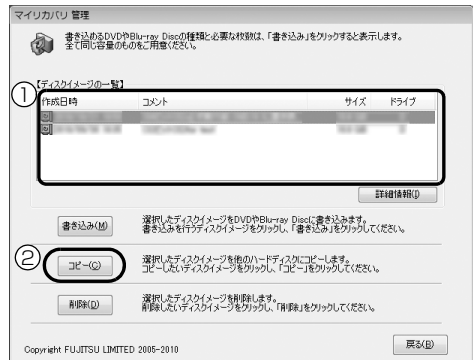 マイリカバリ 管理
書き込めるDVDやBlu-ray Discの種類と必要な枚数は、「書き込み」をクリックすると表示します。
全て同じ容量のものをご用意ください。
【ディスクイメージの一覧】
①
作成日時 コメント サイズ ドライブ
詳細情報(I)
書き込み(M)
選択したディスクイメージをDVDやBlu-ray Discに書き込みます。
書き込みを行うディスクイメージをクリックし、「書き込み」をクリックしてください。
②
コピー(C)
選択したディスクイメージを他のハードディスクにコピーします。
コピーしたいディスクイメージをクリックし、「コピー」をクリックしてください。
削除(D)
選択したディスクイメージを削除します。
削除したいディスクイメージをクリックし、「削除」をクリックしてください。
Copyright FUJITSU LIMITED 2005-2010
戻る(B)